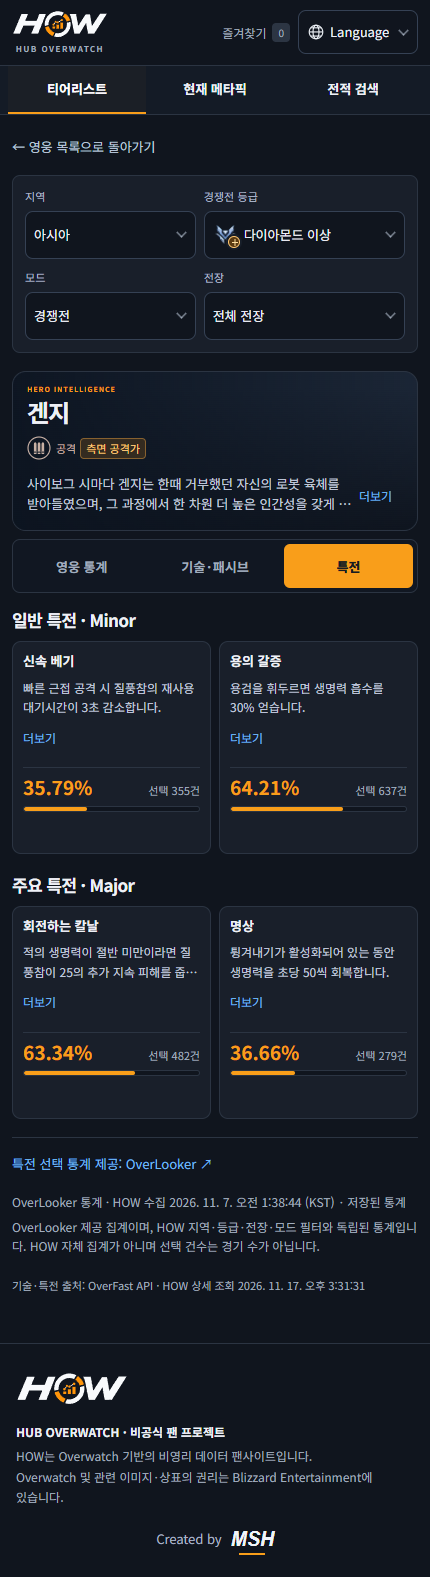 HOW
HUB OVERWATCH
즐겨찾기 0
Language
티어리스트 현재 메타픽 전적 검색
← 영웅 목록으로 돌아가기
지역 경쟁전 등급
아시아 다이아몬드 이상
모드 전장
경쟁전 전체 전장
HERO INTELLIGENCE
겐지
공격 측면 공격가
사이보그 시마다 겐지는 한때 거부했던 자신의 로봇 육체를
받아들였으며, 그 과정에서 한 차원 더 높은 인간성을 갖게 …
더보기
영웅 통계 기술·패시브 특전
일반 특전 · Minor
신속 베기
빠른 근접 공격 시 질풍참의 재사용
대기시간이 3초 감소합니다.
더보기
35.79% 선택 355건
용의 갈증
용검을 휘두르면 생명력 흡수를
30% 얻습니다.
더보기
64.21% 선택 637건
주요 특전 · Major
회전하는 칼날
적의 생명력이 절반 미만이라면 질
풍참이 25의 추가 지속 피해를 줍…
더보기
63.34% 선택 482건
명상
튕겨내기가 활성화되어 있는 동안
생명력을 초당 50씩 회복합니다.
더보기
36.66% 선택 279건
특전 선택 통계 제공: OverLooker ↗
OverLooker 통계 · HOW 수집 2026. 11. 7. 오전 1:38:44 (KST) · 저장된 통계
OverLooker 제공 집계이며, HOW 지역·등급·전장·모드 필터와 독립된 통계입니
다. HOW 자체 집계가 아니며 선택 건수는 경기 수가 아닙니다.
기술·특전 출처: OverFast API · HOW 상세 조회 2026. 11. 17. 오후 3:31:31
HOW
HUB OVERWATCH · 비공식 팬 프로젝트
HOW는 Overwatch 기반의 비영리 데이터 팬사이트입니다.
Overwatch 및 관련 이미지·상표의 권리는 Blizzard Entertainment에
있습니다.
Created by MSH